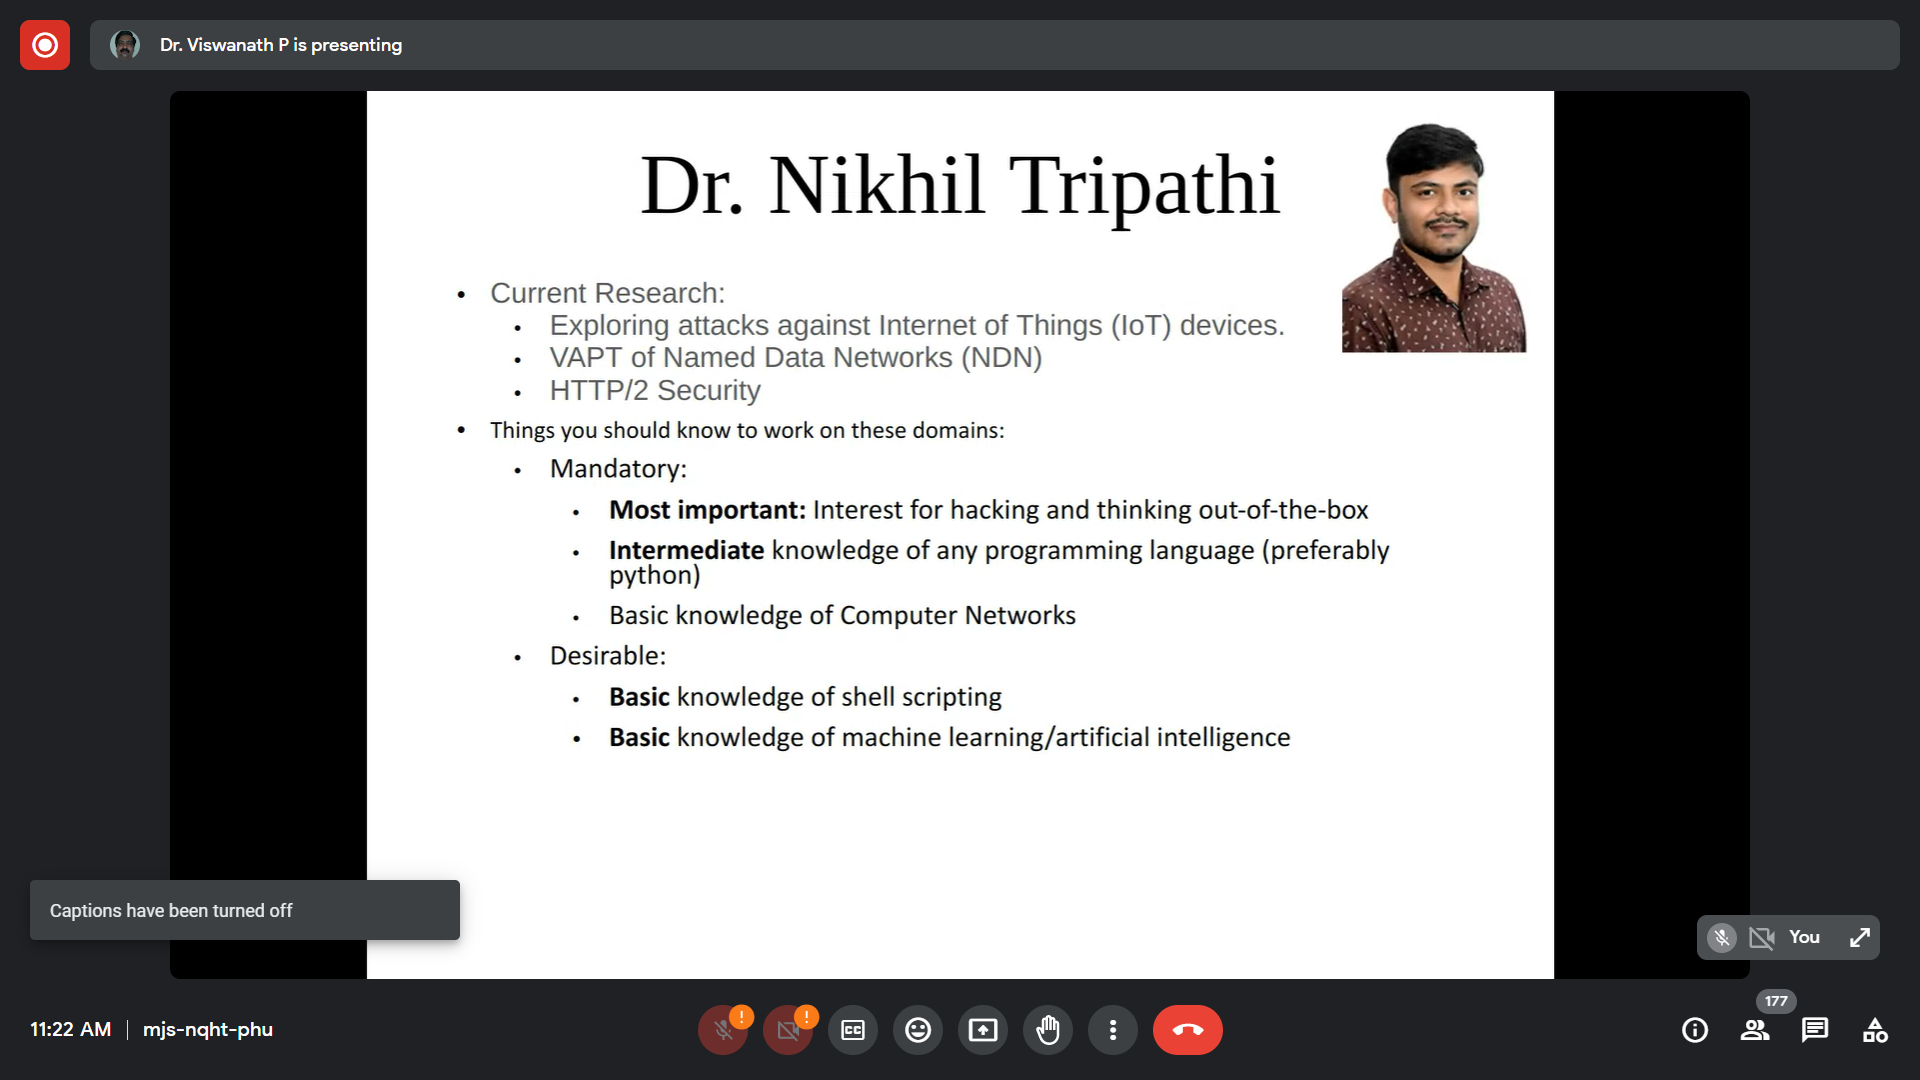 Dr. Viswanath P is presenting
Dr. Nikhil Tripathi
• Current Research:
• Exploring attacks against Internet of Things (IoT) devices.
• VAPT of Named Data Networks (NDN)
• HTTP/2 Security
• Things you should know to work on these domains:
• Mandatory:
• Most important: Interest for hacking and thinking out-of-the-box
• Intermediate knowledge of any programming language (preferably
python)
• Basic knowledge of Computer Networks
• Desirable:
• Basic knowledge of shell scripting
• Basic knowledge of machine learning/artificial intelligence
Captions have been turned off
You
11:22 AM | mjs-nqht-phu
!
!
CC
177